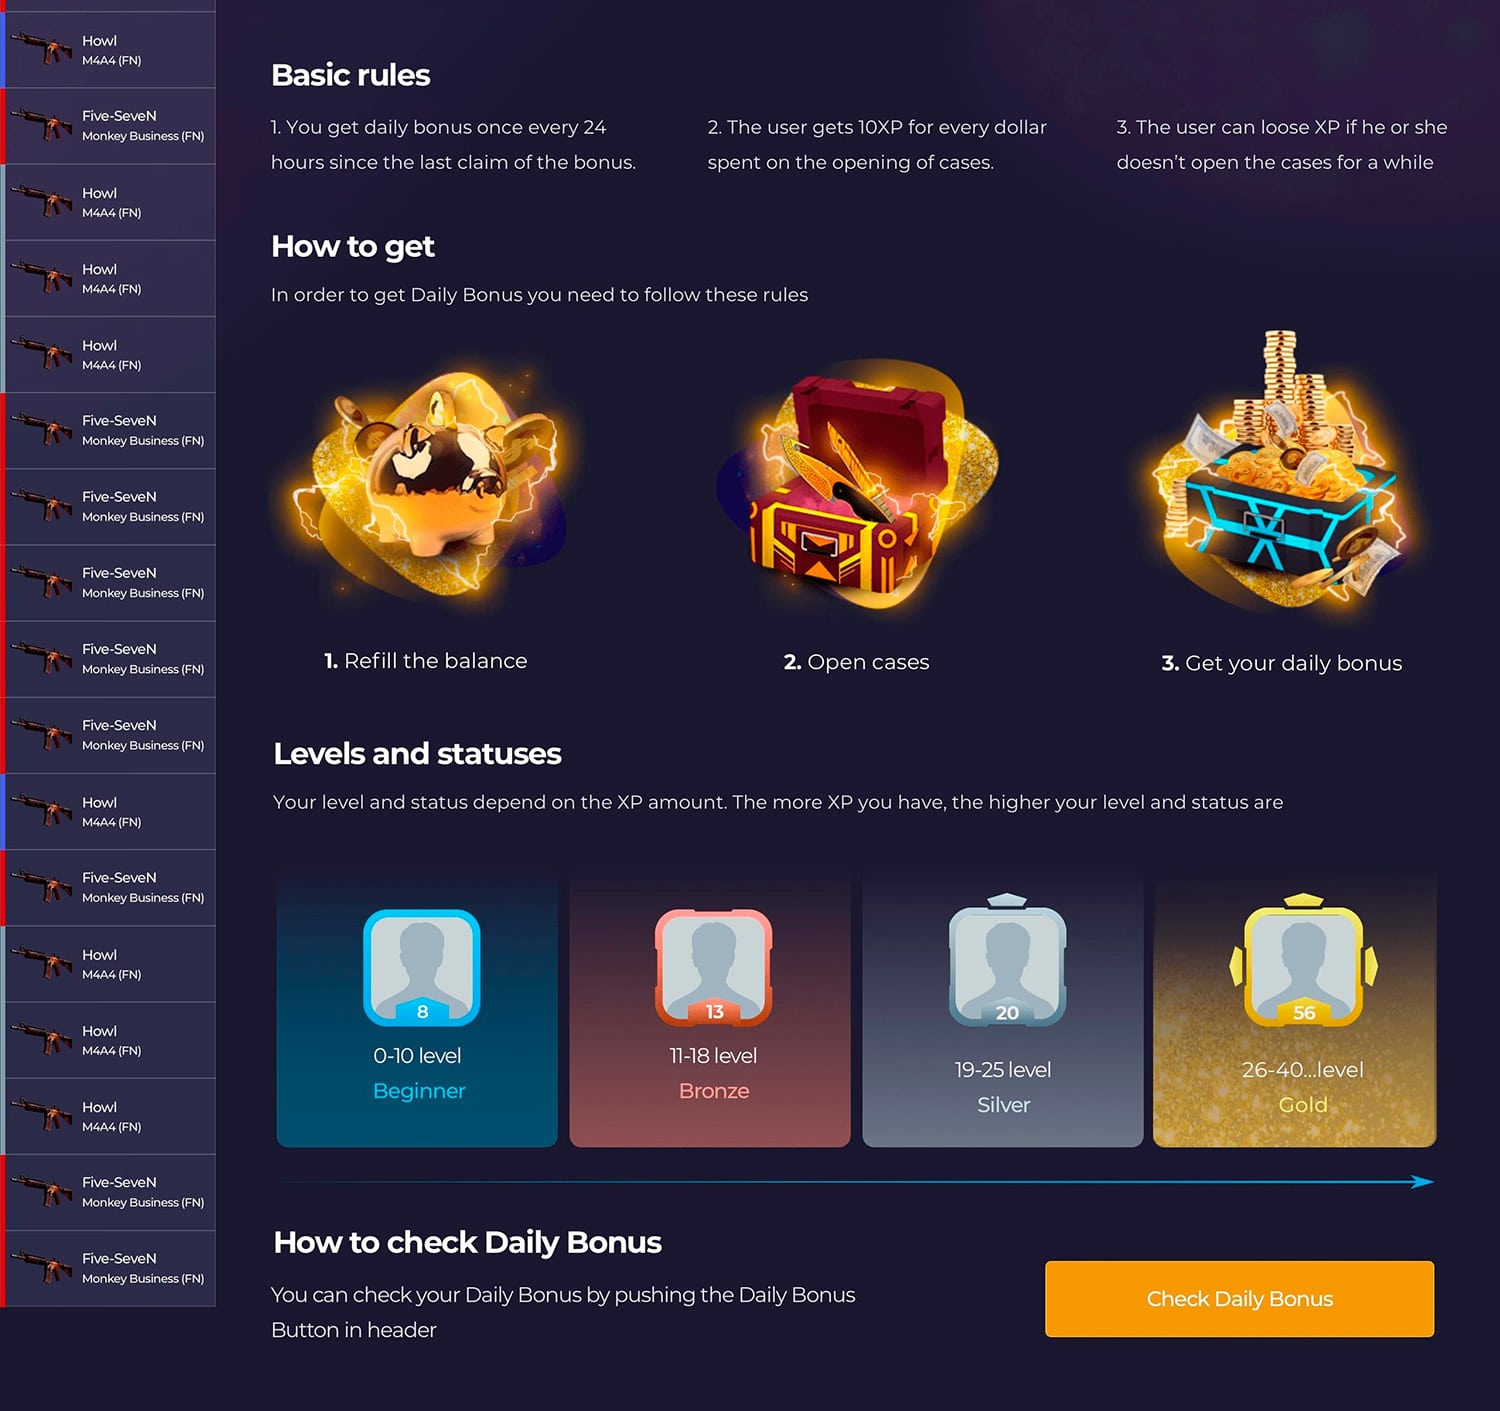 Howl
M4A4 (FN)
Five-SeveN
Monkey Business (FN)
Howl
M4A4 (FN)
Howl
M4A4 (FN)
Howl
M4A4 (FN)
Five-SeveN
Monkey Business (FN)
Five-SeveN
Monkey Business (FN)
Five-SeveN
Monkey Business (FN)
Five-SeveN
Monkey Business (FN)
Five-SeveN
Monkey Business (FN)
Howl
M4A4 (FN)
Five-SeveN
Monkey Business (FN)
Howl
M4A4 (FN)
Howl
M4A4 (FN)
Howl
M4A4 (FN)
Five-SeveN
Monkey Business (FN)
Five-SeveN
Monkey Business (FN)
Basic rules
1. You get daily bonus once every 24
hours since the last claim of the bonus.
2. The user gets 10XP for every dollar
spent on the opening of cases.
3. The user can loose XP if he or she
doesn't open the cases for a while
How to get
In order to get Daily Bonus you need to follow these rules
1. Refill the balance
2. Open cases
3. Get your daily bonus
Levels and statuses
Your level and status depend on the XP amount. The more XP you have, the higher your level and status are
8
0-10 level
Beginner
13
11-18 level
Bronze
20
19-25 level
Silver
56
26-40...level
Gold
How to check Daily Bonus
You can check your Daily Bonus by pushing the Daily Bonus
Button in header
Check Daily Bonus